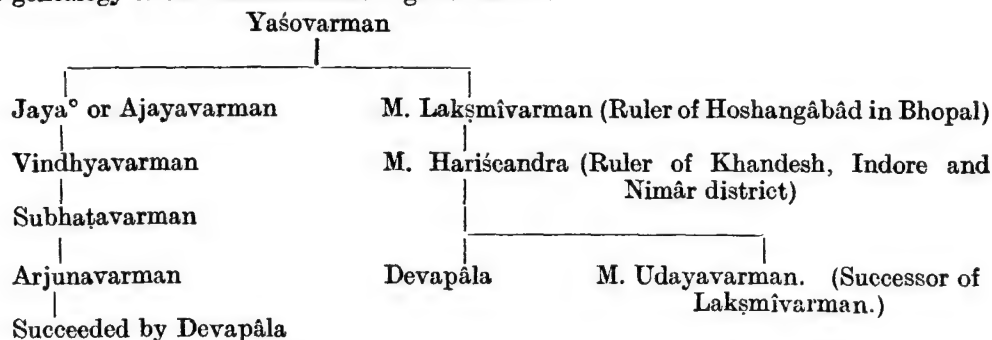 Yaśovarman
Jaya° or Ajayavarman M. Lakṣmîvarman (Ruler of Hoshangâbâd in Bhopal)
Vindhyavarman M. Hariścandra (Ruler of Khandesh, Indore and
Nimâr district)
Subhaṭavarman
Arjunavarman Devapâla M. Udayavarman. (Successor of
Lakṣmîvarman.)
Succeeded by Devapâla